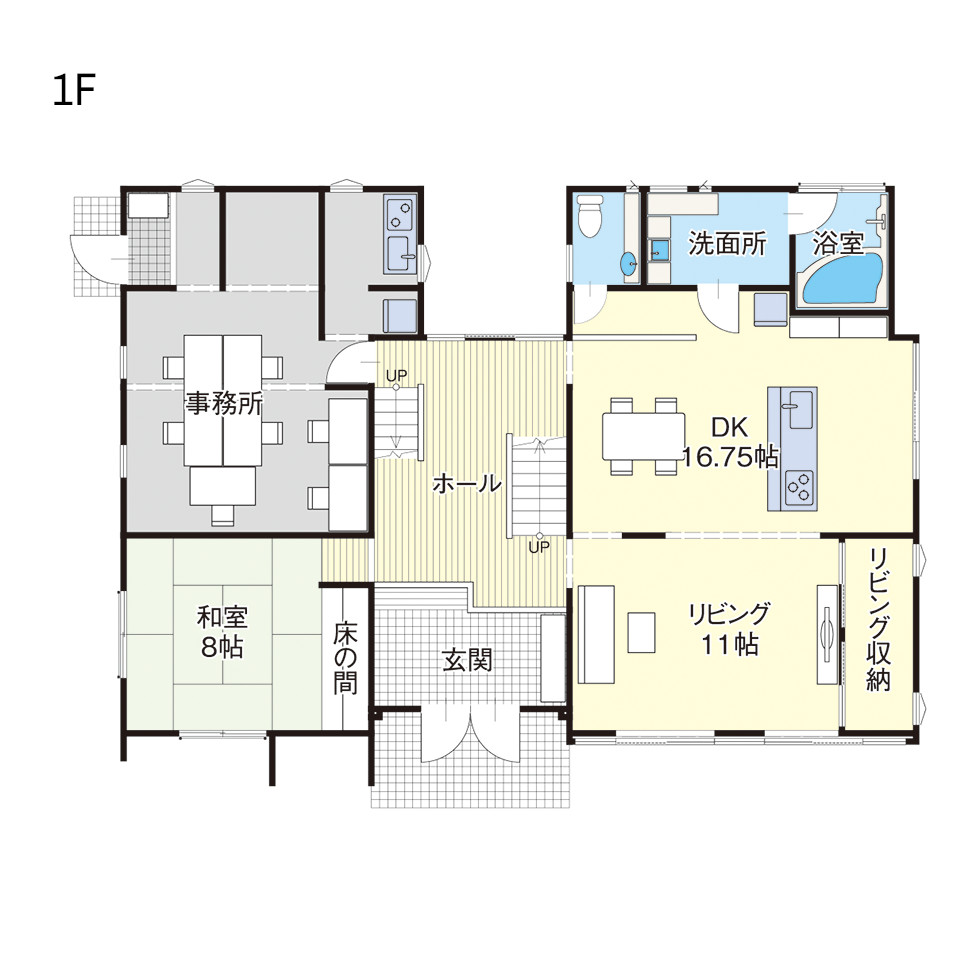 1F
洗面所
浴室
UP
事務所
DK
16.75帖
ホール
UP
和室
8帖
床の間
玄関
リビング
11帖
リビング収納